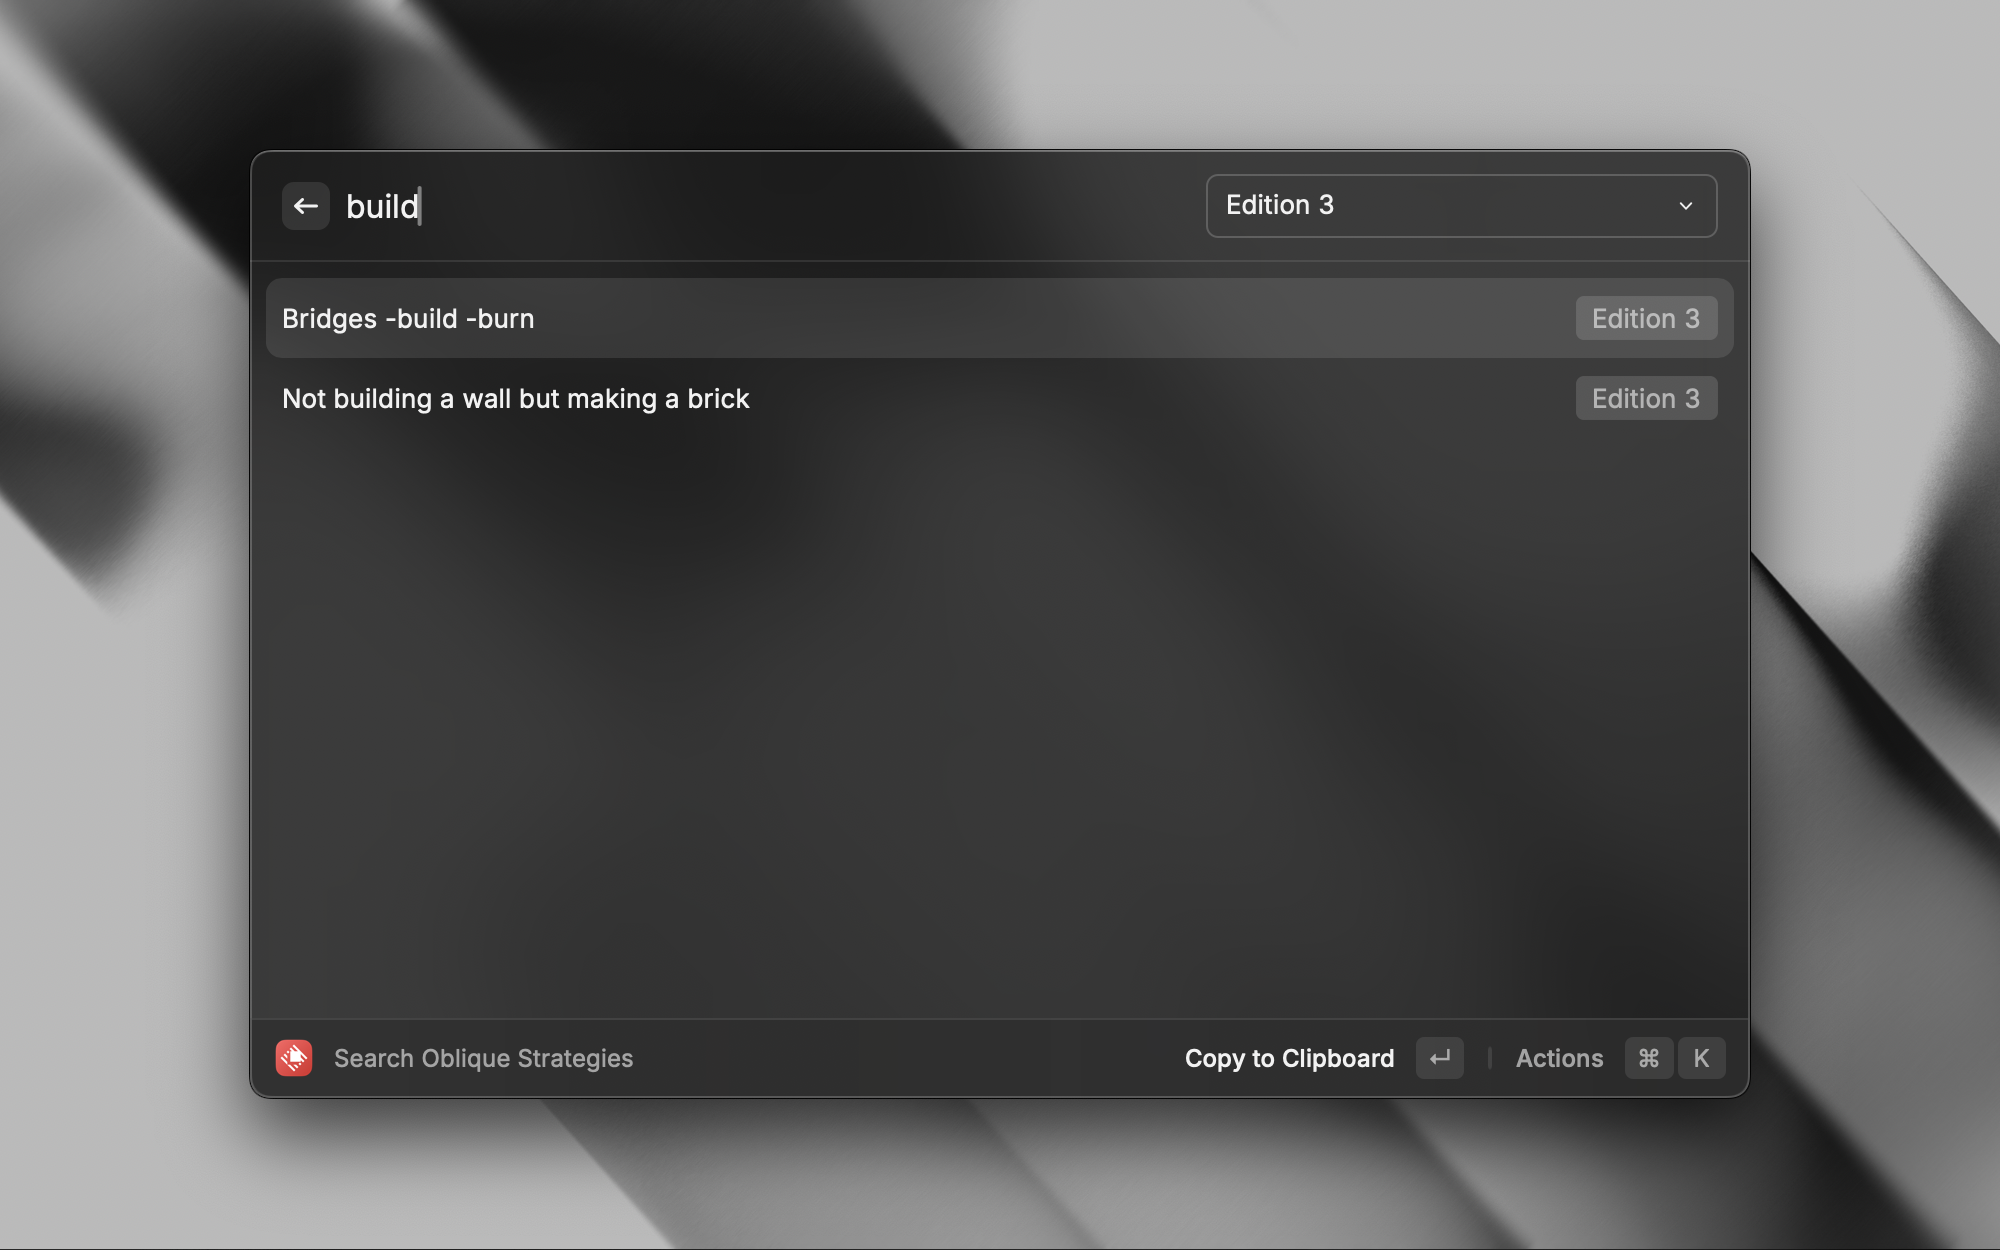 build
Edition 3
Bridges -build -burn
Edition 3
Not building a wall but making a brick
Edition 3
Search Oblique Strategies
Copy to Clipboard ↵
Actions ⌘ K